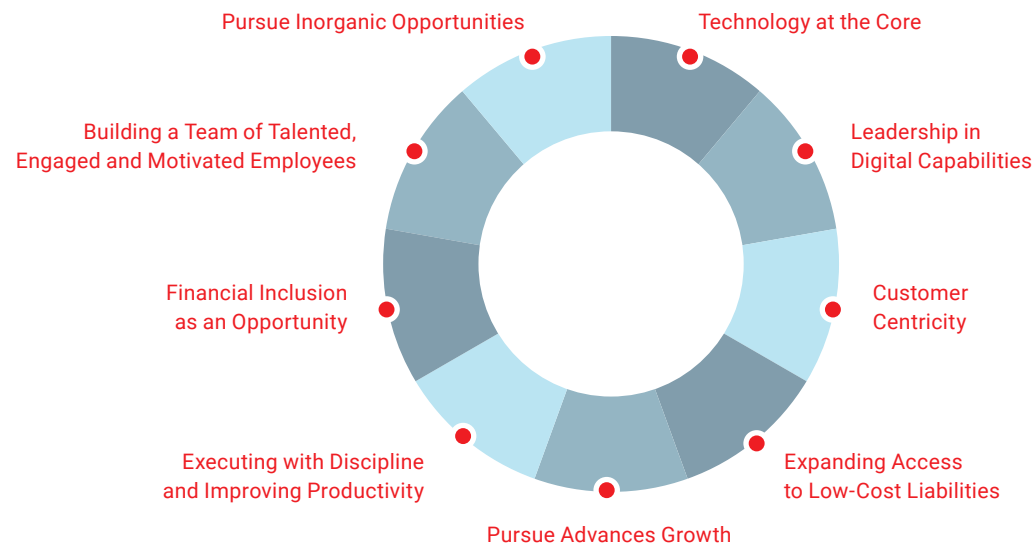 Pursue Inorganic Opportunities
Technology at the Core
Building a Team of Talented,
Engaged and Motivated Employees
Leadership in
Digital Capabilities
Financial Inclusion
as an Opportunity
Customer
Centricity
Executing with Discipline
and Improving Productivity
Expanding Access
to Low-Cost Liabilities
Pursue Advances Growth